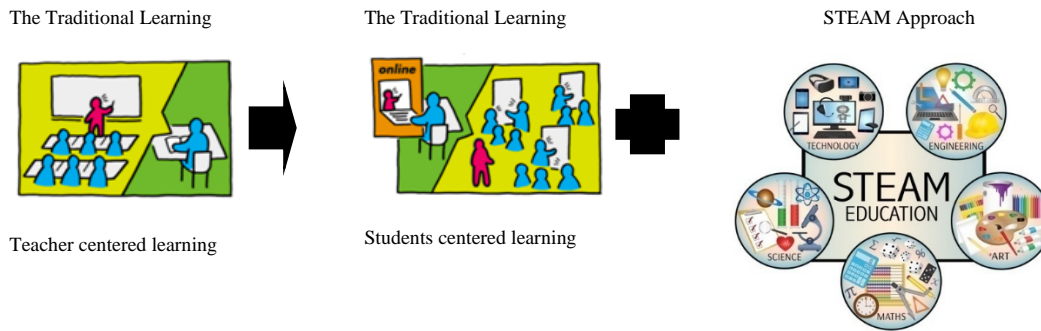 The Traditional Learning
The Traditional Learning
STEAM Approach
online
TECHNOLOGY
ENGINEERING
STEAM
EDUCATION
SCIENCE
ART
MATHS
Teacher centered learning
Students centered learning